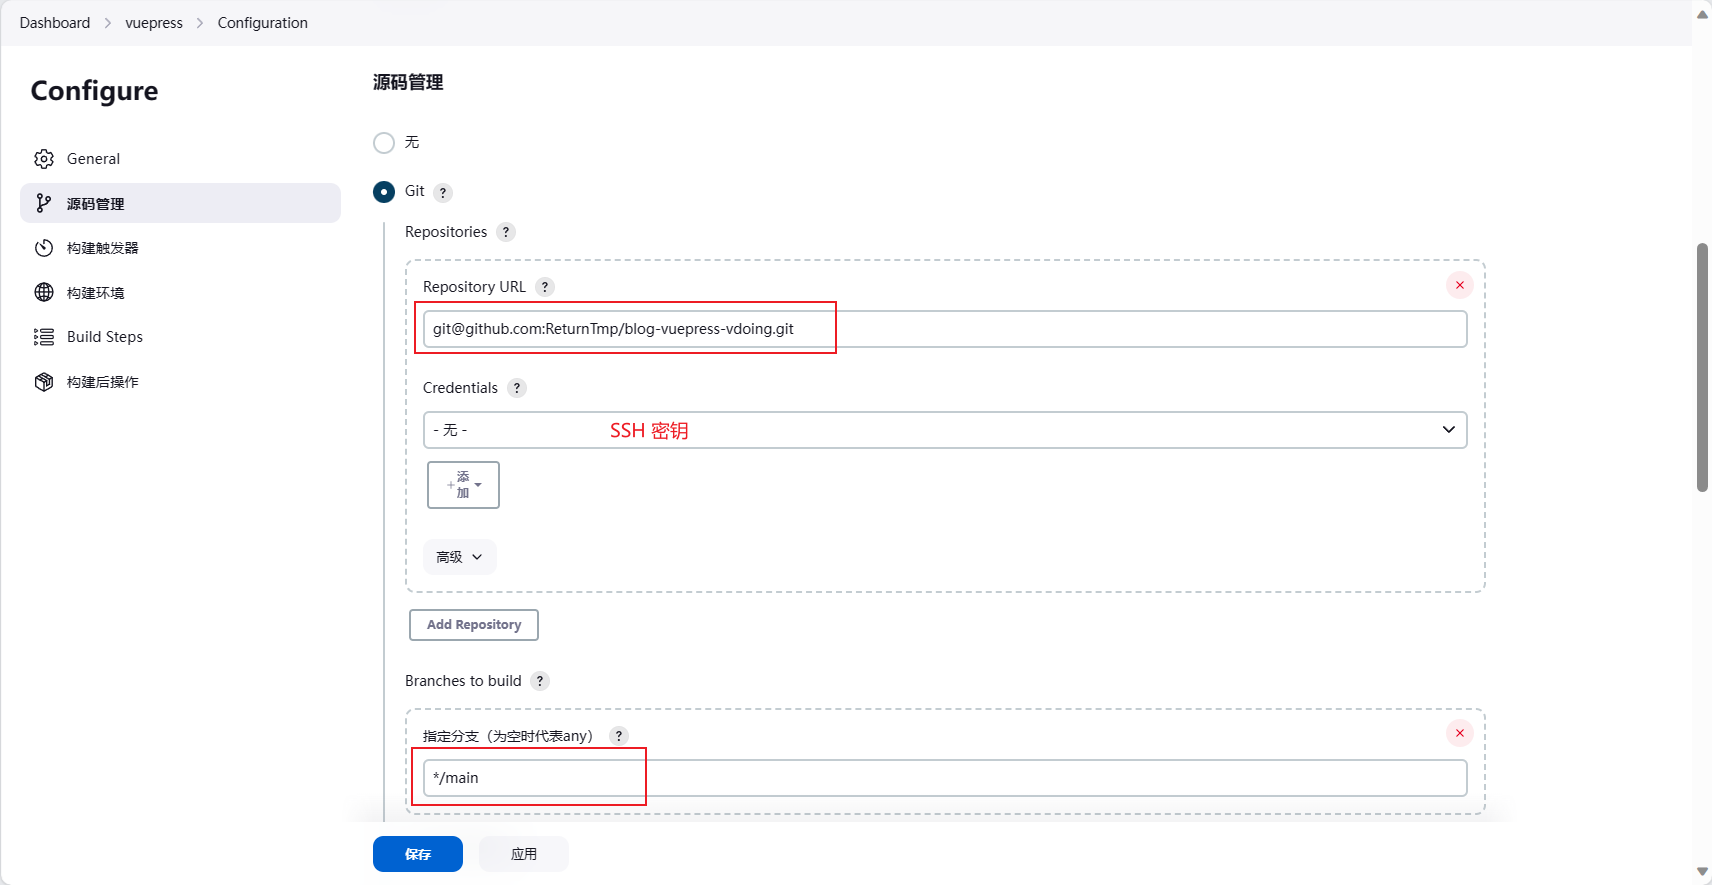 Dashboard > vuepress > Configuration
Configure
General
源码管理
构建触发器
构建环境
Build Steps
构建后操作
源码管理
无
Git ?
Repositories ?
Repository URL ?
git@github.com:ReturnTmp/blog-vuepress-vdoing.git
Credentials ?
- 无 -
SSH 密钥
+添
加
高级
Add Repository
Branches to build ?
指定分支（为空时代表any） ?
*/main
保存
应用